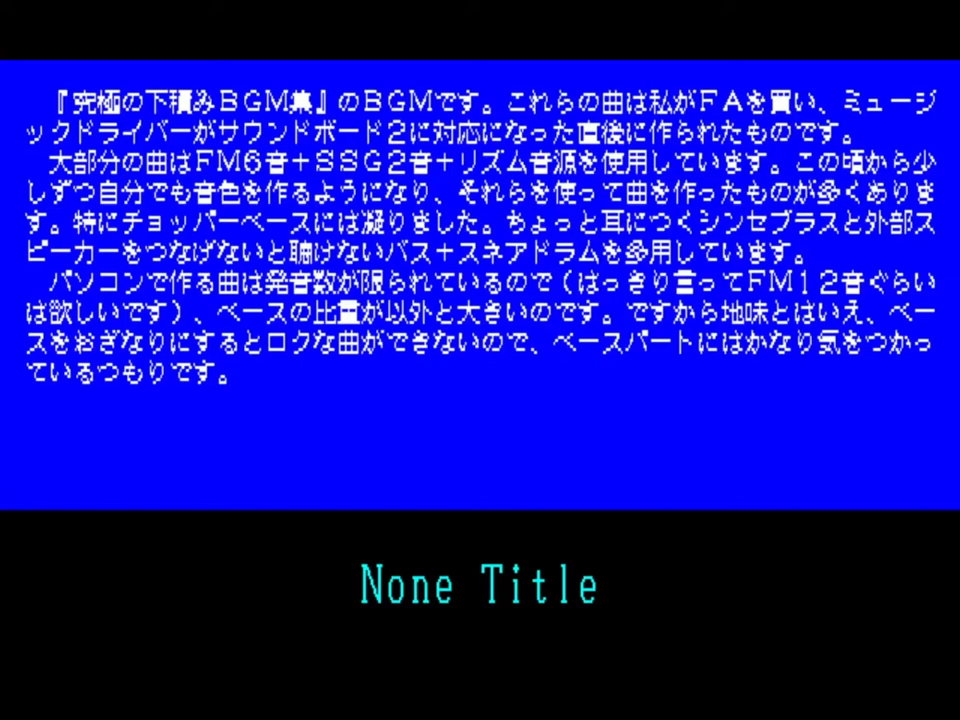 『究極の下積みBGM集』のBGMです。これらの曲は私がFAを買い、ミュージ
ックドライバーがサウンドボード2に対応になった直後に作られたものです。
大部分の曲はFM6音+SSG2音+リズム音源を使用しています。この頃から少
しずつ自分でも音色を作るようになり、それらを使って曲を作ったものが多くありま
す。特にチョッパーベースには凝りました。ちょっと耳につくシンセブラスと外部ス
ピーカーをつなげないと聴けないバス+スネアドラムを多用しています。
パソコンで作る曲は発音数が限られているので(はっきり言ってFM12音ぐらい
は欲しいです)、ベースの比重が以外と大きいのです。ですから地味とはいえ、ベー
スをおぎなりにするとロクな曲ができないので、ベースパートにはかなり気をつかっ
ているつもりです。
None Title